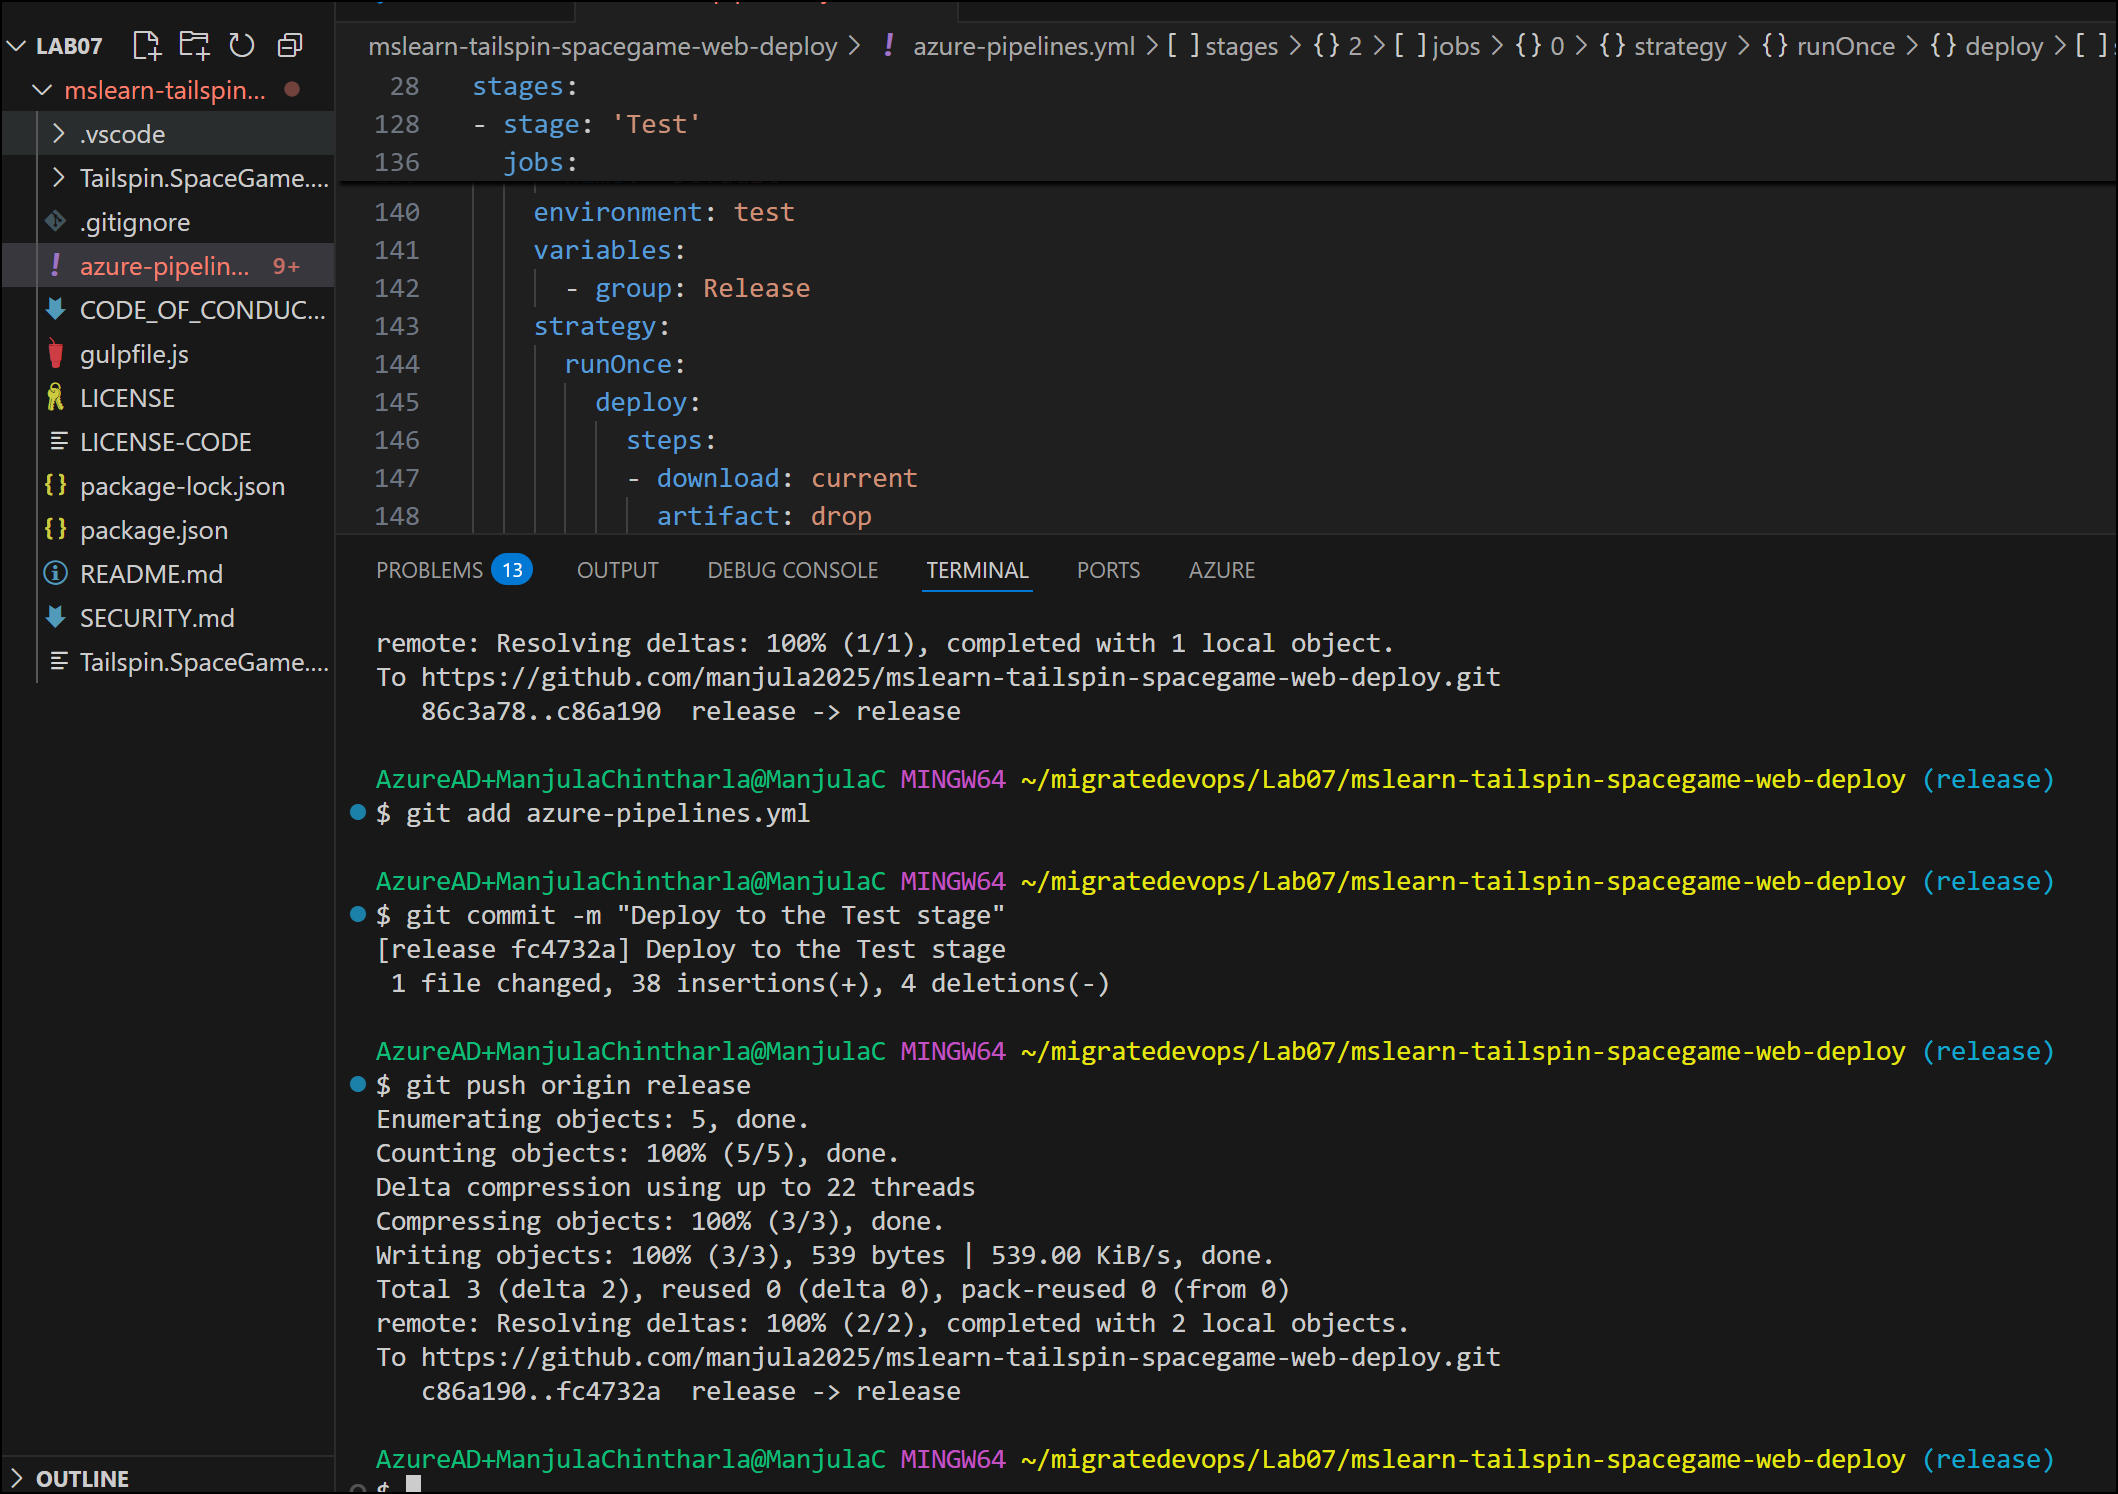 LAB07
mslearn-tailspin...
.vscode
Tailspin.SpaceGame....
.gitignore
azure-pipelin... 9+
CODE_OF_CONDUC...
gulpfile.js
LICENSE
LICENSE-CODE
package-lock.json
package.json
README.md
SECURITY.md
Tailspin.SpaceGame....
OUTLINE
mslearn-tailspin-spacegame-web-deploy > ! azure-pipelines.yml > [ ] stages > {} 2 > [ ] jobs > {} 0 > {} strategy > {} runOnce > {} deploy > [ ]
28 stages:
128 - stage: 'Test'
136 jobs:
140 environment: test
141 variables:
142 - group: Release
143 strategy:
144 runOnce:
145 deploy:
146 steps:
147 - download: current
148 artifact: drop
PROBLEMS 13 OUTPUT DEBUG CONSOLE TERMINAL PORTS AZURE
remote: Resolving deltas: 100% (1/1), completed with 1 local object.
To https://github.com/manjula2025/mslearn-tailspin-spacegame-web-deploy.git
86c3a78..c86a190 release -> release
AzureAD+ManjulaChintharla@ManjulaC MINGW64 ~/migratedevops/Lab07/mslearn-tailspin-spacegame-web-deploy (release)
$ git add azure-pipelines.yml
AzureAD+ManjulaChintharla@ManjulaC MINGW64 ~/migratedevops/Lab07/mslearn-tailspin-spacegame-web-deploy (release)
$ git commit -m "Deploy to the Test stage"
[release fc4732a] Deploy to the Test stage
1 file changed, 38 insertions(+), 4 deletions(-)
AzureAD+ManjulaChintharla@ManjulaC MINGW64 ~/migratedevops/Lab07/mslearn-tailspin-spacegame-web-deploy (release)
$ git push origin release
Enumerating objects: 5, done.
Counting objects: 100% (5/5), done.
Delta compression using up to 22 threads
Compressing objects: 100% (3/3), done.
Writing objects: 100% (3/3), 539 bytes | 539.00 KiB/s, done.
Total 3 (delta 2), reused 0 (delta 0), pack-reused 0 (from 0)
remote: Resolving deltas: 100% (2/2), completed with 2 local objects.
To https://github.com/manjula2025/mslearn-tailspin-spacegame-web-deploy.git
c86a190..fc4732a release -> release
AzureAD+ManjulaChintharla@ManjulaC MINGW64 ~/migratedevops/Lab07/mslearn-tailspin-spacegame-web-deploy (release)
$